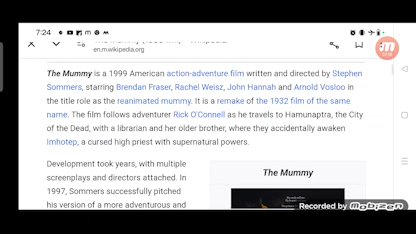 7:24
en.m.wikipedia.org
The Mummy is a 1999 American action-adventure film written and directed by Stephen
Sommers, starring Brendan Fraser, Rachel Weisz, John Hannah and Arnold Vosloo in
the title role as the reanimated mummy. It is a remake of the 1932 film of the same
name. The film follows adventurer Rick O'Connell as he travels to Hamunaptra, the City
of the Dead, with a librarian and her older brother, where they accidentally awaken
Imhotep, a cursed high priest with supernatural powers.
Development took years, with multiple
screenplays and directors attached. In
1997, Sommers successfully pitched
his version of a more adventurous and
The Mummy
Recorded by Mobizen